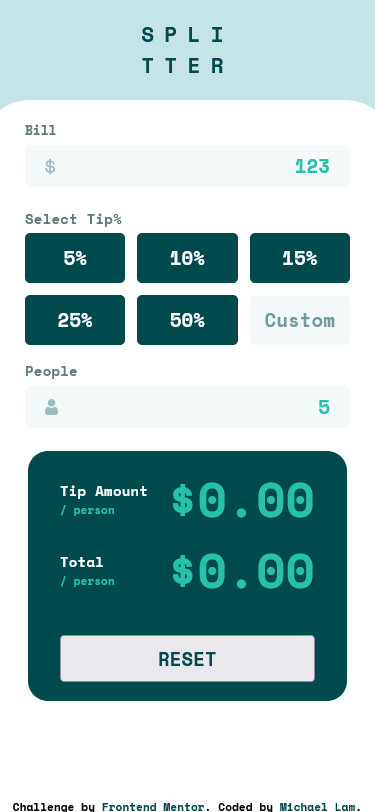 SPLI
TTER
Bill
$ 123
Select Tip%
5% 10% 15%
25% 50% Custom
People
5
Tip Amount $0.00
/ person
Total $0.00
/ person
RESET
Challenge by Frontend Mentor. Coded by Michael Lam.